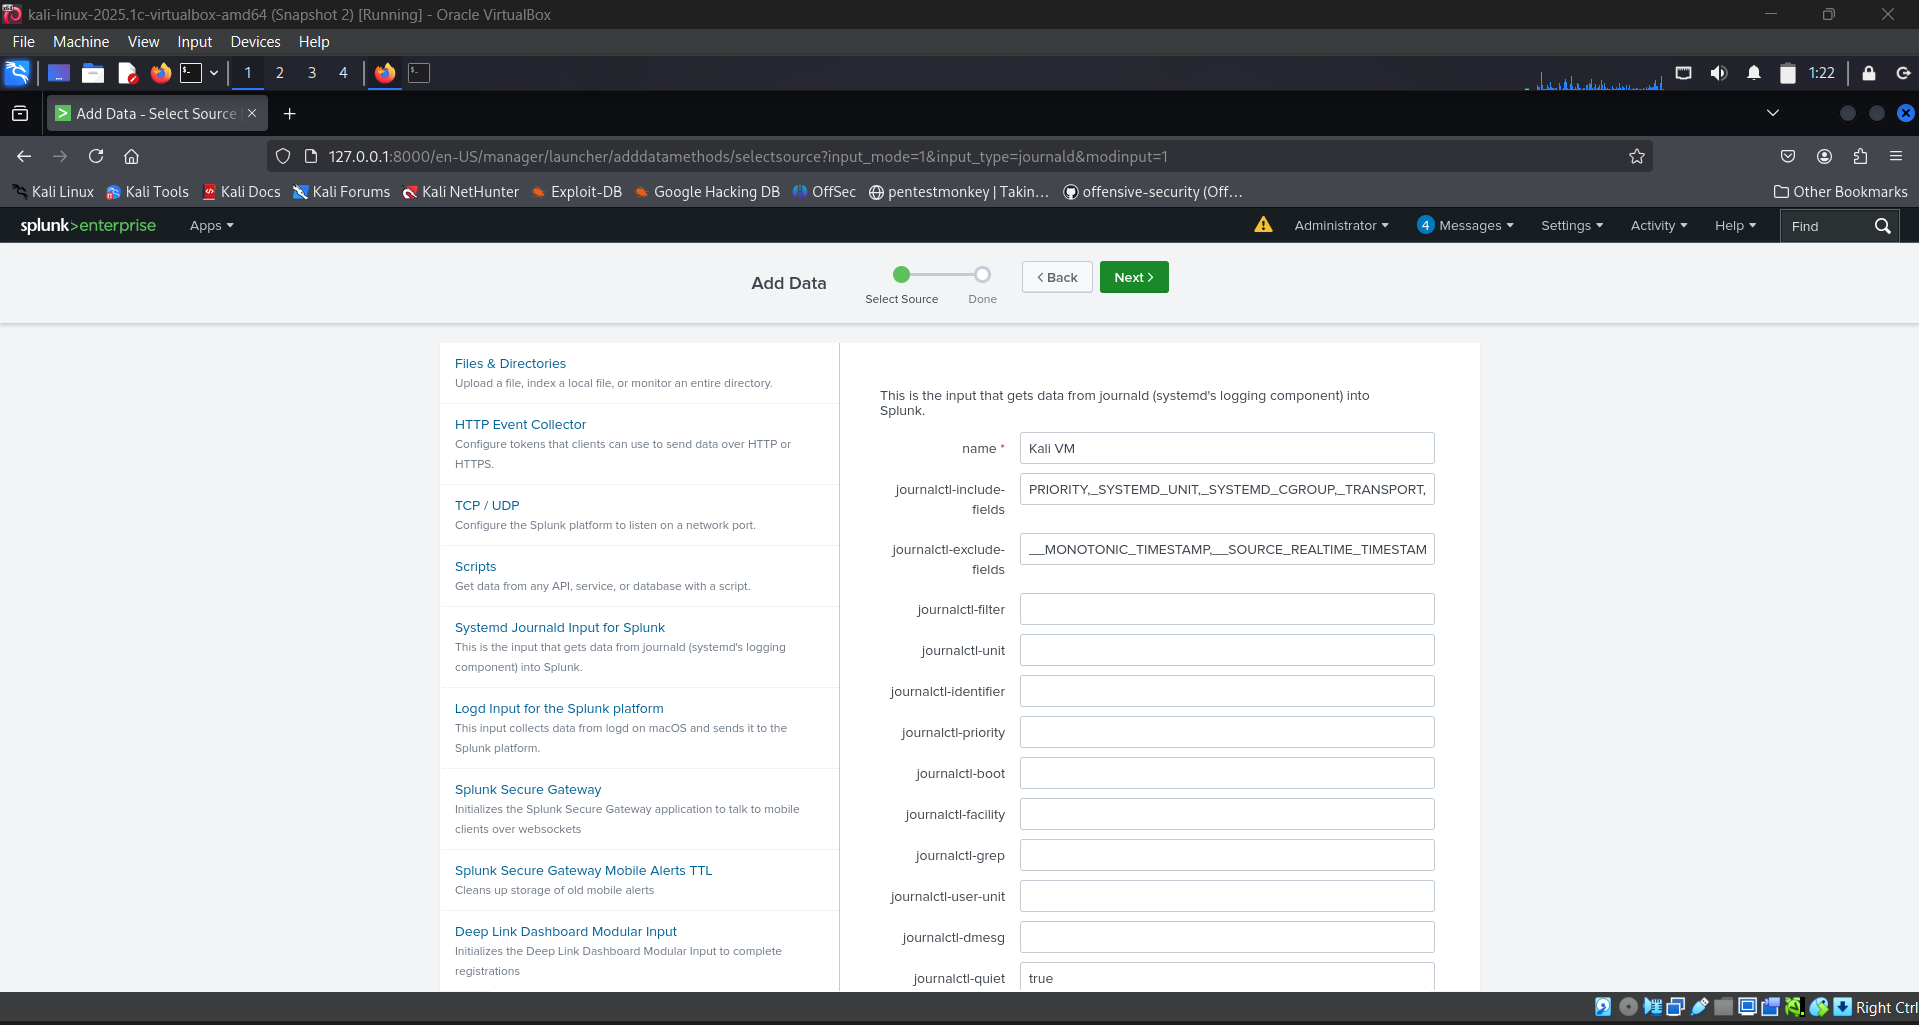 kali-linux-2025.1c-virtualbox-amd64 (Snapshot 2) [Running] - Oracle VirtualBox
File Machine View Input Devices Help
1 2 3 4 1:22
Add Data - Select Source
127.0.0.1:8000/en-US/manager/launcher/adddatamethods/selectsource?input_mode=1&input_type=journald&modinput=1
Kali Linux Kali Tools Kali Docs Kali Forums Kali NetHunter Exploit-DB Google Hacking DB OffSec pentestmonkey | Takin… offensive-security (Off… Other Bookmarks
splunk>enterprise Apps Administrator 4 Messages Settings Activity Help Find
Add Data Select Source Done < Back Next >
Files & Directories
Upload a file, index a local file, or monitor an entire directory.
HTTP Event Collector
Configure tokens that clients can use to send data over HTTP or
HTTPS.
TCP / UDP
Configure the Splunk platform to listen on a network port.
Scripts
Get data from any API, service, or database with a script.
Systemd Journald Input for Splunk
This is the input that gets data from journald (systemd's logging
component) into Splunk.
Logd Input for the Splunk platform
This input collects data from logd on macOS and sends it to the
Splunk platform.
Splunk Secure Gateway
Initializes the Splunk Secure Gateway application to talk to mobile
clients over websockets
Splunk Secure Gateway Mobile Alerts TTL
Cleans up storage of old mobile alerts
Deep Link Dashboard Modular Input
Initializes the Deep Link Dashboard Modular Input to complete
registrations
This is the input that gets data from journald (systemd's logging component) into
Splunk.
name * Kali VM
journalctl-include-
fields
PRIORITY,_SYSTEMD_UNIT,_SYSTEMD_CGROUP,_TRANSPORT,
journalctl-exclude-
fields
__MONOTONIC_TIMESTAMP,__SOURCE_REALTIME_TIMESTAM
journalctl-filter
journalctl-unit
journalctl-identifier
journalctl-priority
journalctl-boot
journalctl-facility
journalctl-grep
journalctl-user-unit
journalctl-dmesg
journalctl-quiet true
Right Ctrl